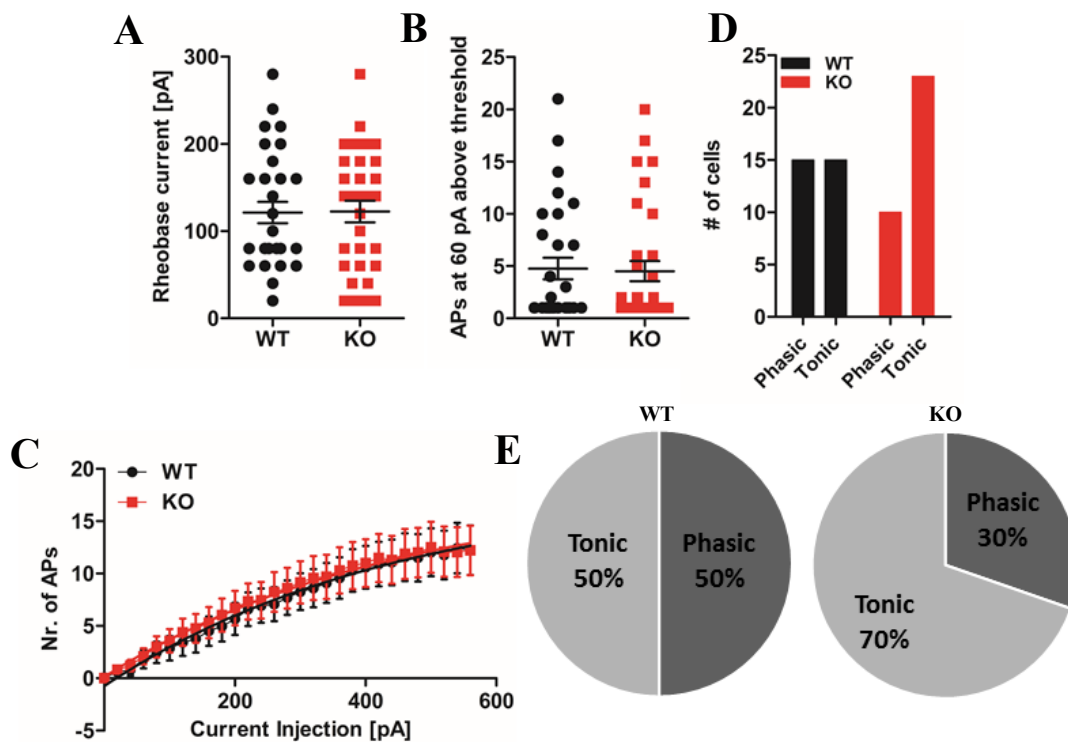 A
Rheobase current [pA]
300
200
100
0
WT
KO
B
APs at 60 pA above threshold
25
20
15
10
5
0
WT
KO
D
WT
KO
# of cells
25
20
15
10
5
0
Phasic
Tonic
Phasic
Tonic
C
WT
KO
Nr. of APs
20
15
10
5
0
-5
200
400
600
Current Injection [pA]
E
WT
Tonic
50%
Phasic
50%
KO
Phasic
30%
Tonic
70%